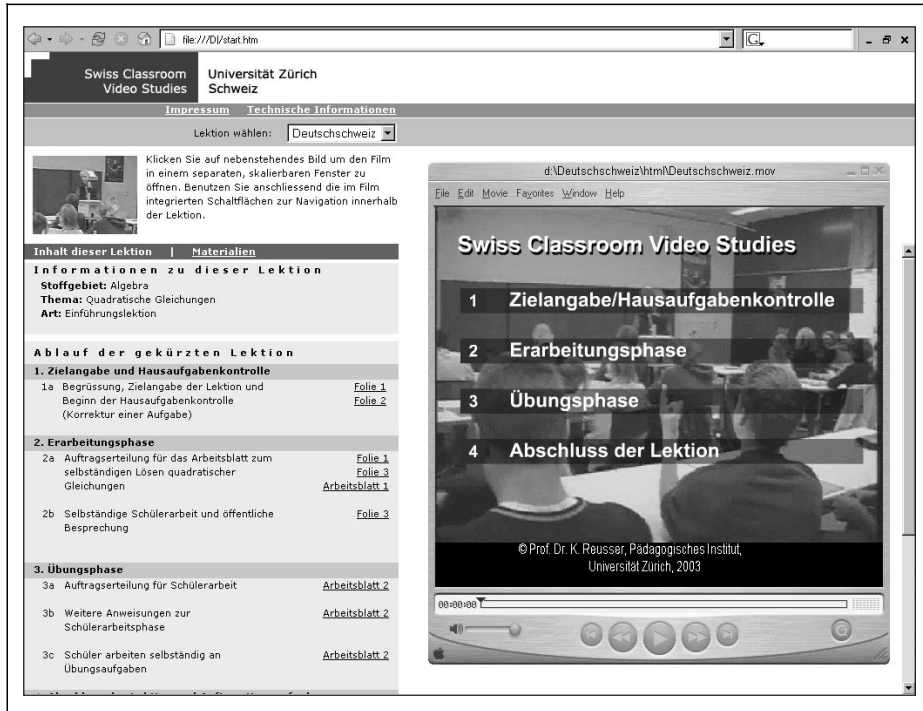 file:///D|/start.htm
G
Swiss Classroom
Video Studies
Universität Zürich
Schweiz
Impressum Technische Informationen
Lektion wählen: Deutschschweiz
Klicken Sie auf nebenstehendes Bild um den Film
in einem separaten, skalierbaren Fenster zu
öffnen. Benutzen Sie anschliessend die im Film
integrierten Schaltflächen zur Navigation innerhalb
der Lektion.
Inhalt dieser Lektion | Materialien
Informationen zu dieser Lektion
Stoffgebiet: Algebra
Thema: Quadratische Gleichungen
Art: Einführungslektion
Ablauf der gekürzten Lektion
1. Zielangabe und Hausaufgabenkontrolle
1a Begrüssung, Zielangabe der Lektion und Folie 1
Beginn der Hausaufgabenkontrolle Folie 2
(Korrektur einer Aufgabe)
2. Erarbeitungsphase
2a Auftragserteilung für das Arbeitsblatt zum Folie 1
selbständigen Lösen quadratischer Folie 3
Gleichungen Arbeitsblatt 1
2b Selbständige Schülerarbeit und öffentliche Folie 3
Besprechung
3. Übungsphase
3a Auftragserteilung für Schülerarbeit Arbeitsblatt 2
3b Weitere Anweisungen zur Arbeitsblatt 2
Schülerarbeitsphase
3c Schüler arbeiten selbständig an Arbeitsblatt 2
Übungsaufgaben
d:\Deutschschweiz\html\Deutschschweiz.mov
File Edit Movie Favorites Window Help
Swiss Classroom Video Studies
1 Zielangabe/Hausaufgabenkontrolle
2 Erarbeitungsphase
3 Übungsphase
4 Abschluss der Lektion
© Prof. Dr. K. Reusser, Pädagogisches Institut,
Universität Zürich, 2003
00:00:00